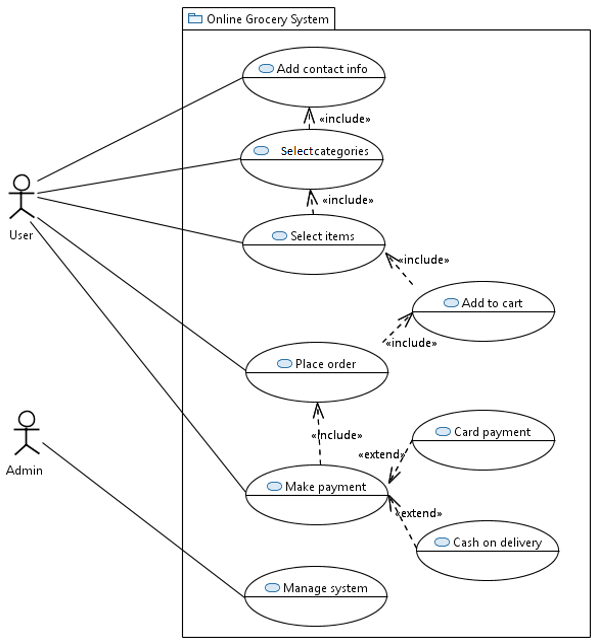 Online Grocery System
Add contact info
«include»
Selectcategories
«include»
User
Select items
«include»
Add to cart
«include»
Place order
«include»
Admin
Card payment
«extend»
Make payment
«extend»
Cash on delivery
Manage system